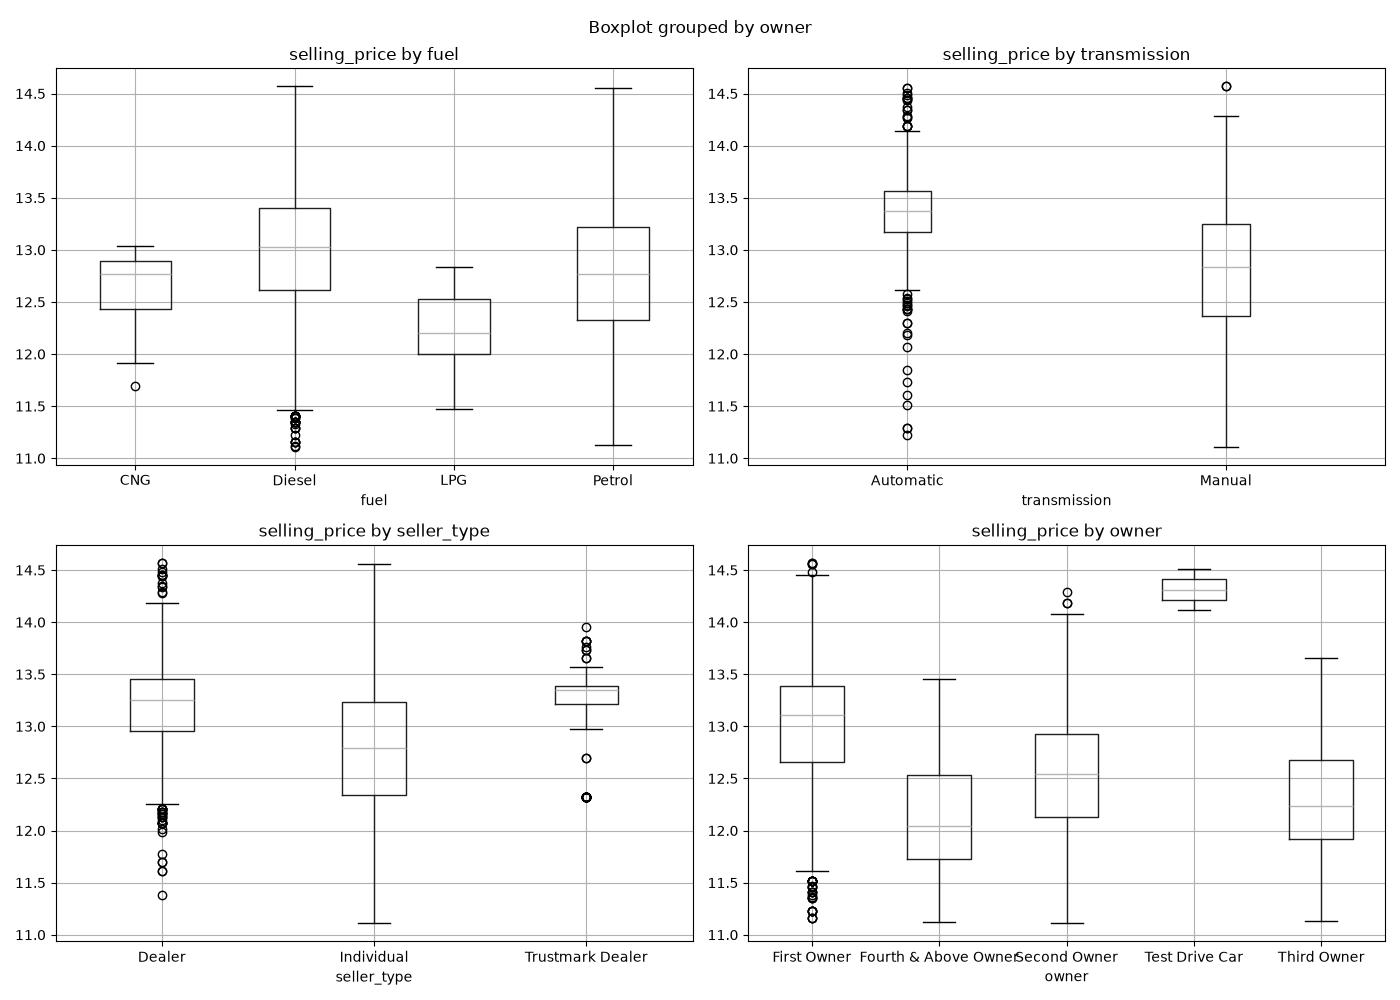 Boxplot grouped by owner
selling_price by fuel
14.5
14.0
13.5
13.0
12.5
12.0
11.5
11.0
CNG Diesel LPG Petrol
fuel
selling_price by transmission
14.5
14.0
13.5
13.0
12.5
12.0
11.5
11.0
Automatic Manual
transmission
selling_price by seller_type
14.5
14.0
13.5
13.0
12.5
12.0
11.5
11.0
Dealer Individual Trustmark Dealer
seller_type
selling_price by owner
14.5
14.0
13.5
13.0
12.5
12.0
11.5
11.0
First Owner Fourth & Above Owner Second Owner Test Drive Car Third Owner
owner